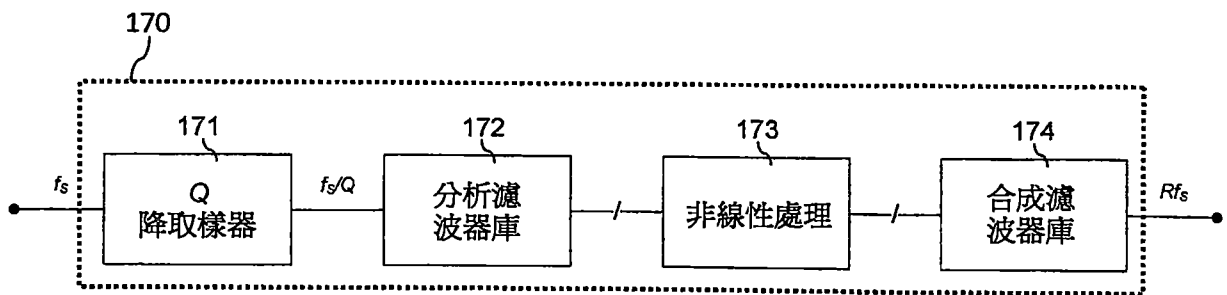 170
171
172
173
174
fs
Q
降取樣器
fs/Q
分析濾
波器庫
非線性處理
合成濾
波器庫
Rfs